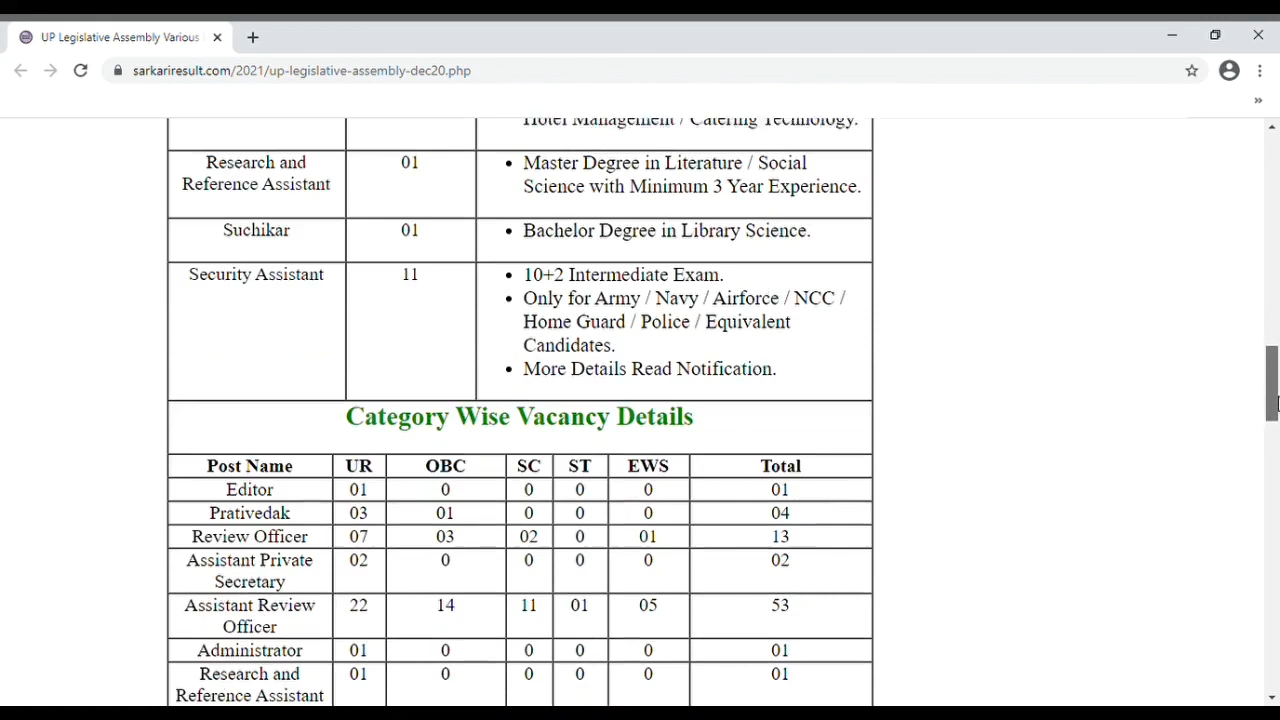 UP Legislative Assembly Various
sarkariresult.com/2021/up-legislative-assembly-dec20.php
Hotel Management / Catering Technology.
Research and 01 • Master Degree in Literature / Social
Reference Assistant Science with Minimum 3 Year Experience.
Suchikar 01 • Bachelor Degree in Library Science.
Security Assistant 11 • 10+2 Intermediate Exam.
• Only for Army / Navy / Airforce / NCC /
Home Guard / Police / Equivalent
Candidates.
• More Details Read Notification.
Category Wise Vacancy Details
Post Name UR OBC SC ST EWS Total
Editor 01 0 0 0 0 01
Prativedak 03 01 0 0 0 04
Review Officer 07 03 02 0 01 13
Assistant Private 02 0 0 0 0 02
Secretary
Assistant Review 22 14 11 01 05 53
Officer
Administrator 01 0 0 0 0 01
Research and 01 0 0 0 0 01
Reference Assistant